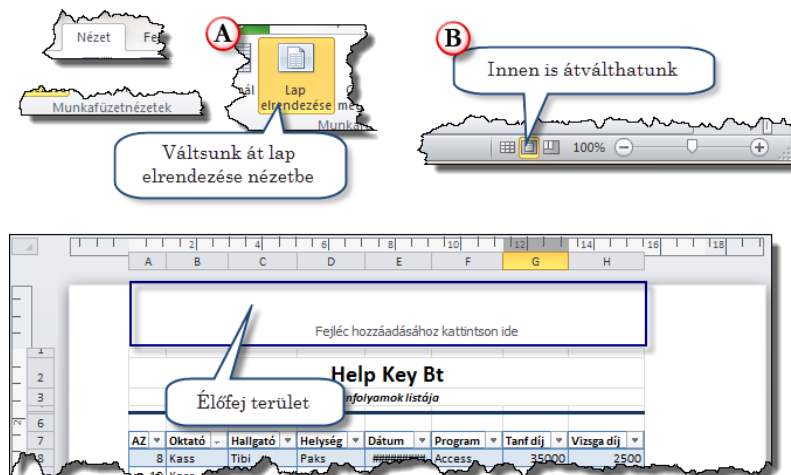 Nézet
Munkafüzetnézetek
A
Lap
elrendezése
Váltsunk át lap
elrendezése nézetbe
B
Innen is átválthatunk
100%
2 4 6 8 10 12 14 16 18
A B C D E F G H
Fejléc hozzáadásához kattintson ide
Élőfej terület
2 Help Key Bt
3 nfolyamok listája
6
7 AZ Oktató Hallgató Helység Dátum Program Tanf díj Vizsga díj
8 8 Kass Tibi Paks ######## Access 35000 2500